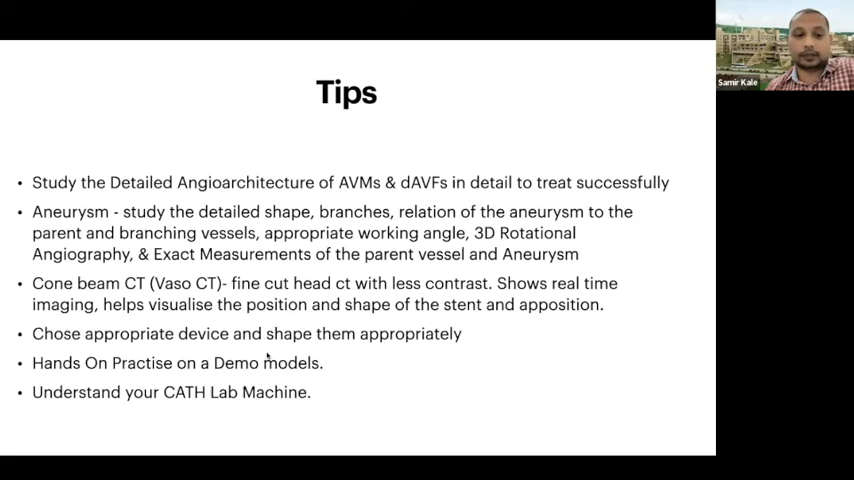 Tips
• Study the Detailed Angioarchitecture of AVMs & dAVFs in detail to treat successfully
• Aneurysm - study the detailed shape, branches, relation of the aneurysm to the
parent and branching vessels, appropriate working angle, 3D Rotational
Angiography, & Exact Measurements of the parent vessel and Aneurysm
• Cone beam CT (Vaso CT)- fine cut head ct with less contrast. Shows real time
imaging, helps visualise the position and shape of the stent and apposition.
• Chose appropriate device and shape them appropriately
• Hands On Practise on a Demo models.
• Understand your CATH Lab Machine.
Samir Kale